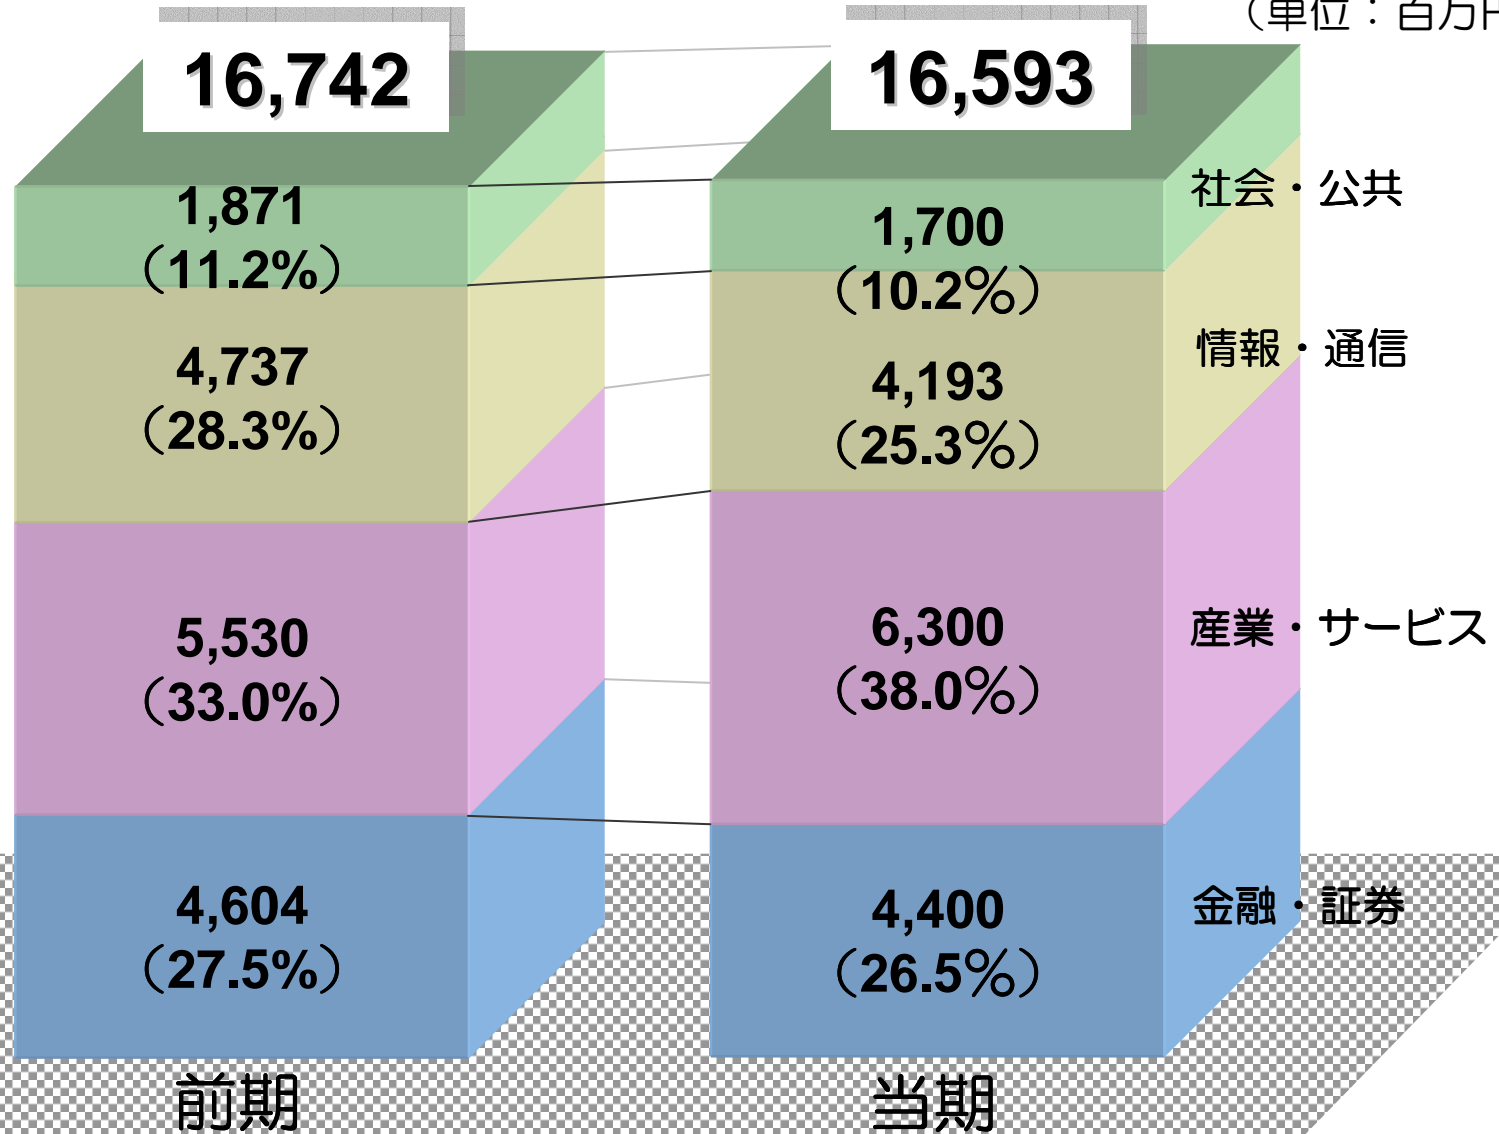 （単位：百万円
16,742
16,593
1,871
（11.2%）
1,700
（10.2％）
社会・公共
4,737
（28.3%）
4,193
（25.3％）
情報・通信
5,530
（33.0%）
6,300
（38.0％）
産業・サービス
4,604
（27.5%）
4,400
（26.5％）
金融・証券
前期
当期